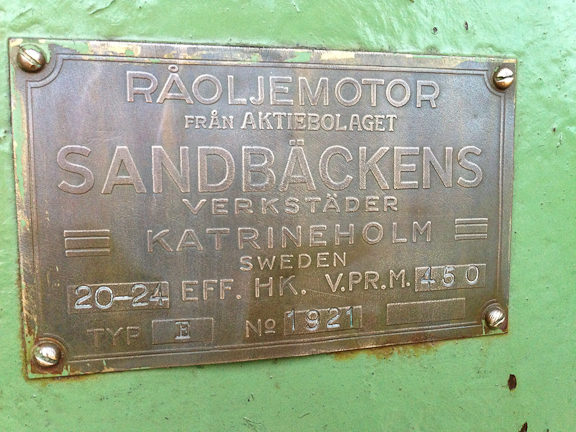 RÅOLJEMOTOR
FRÅN AKTIEBOLAGET
SANDBÄCKENS
VERKSTÄDER
KATRINEHOLM
SWEDEN
20-24 EFF. HK. V.PR.M. 450
TYP E No 1921